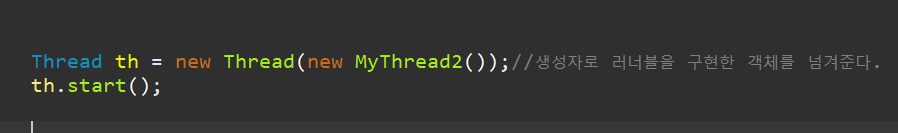 Thread th = new Thread(new MyThread2());//생성자로 러너블을 구현한 객체를 넘겨준다.
th.start();